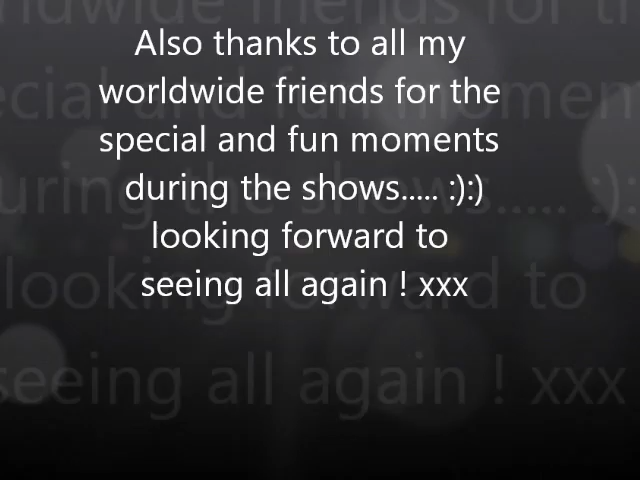 Also thanks to all my
worldwide friends for the
special and fun moments
during the shows..... :):)
looking forward to
seeing all again ! xxx